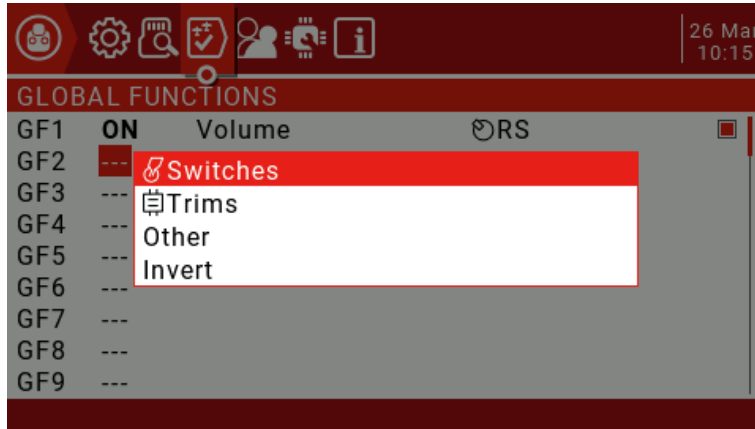 26 Mar
10:15
GLOBAL FUNCTIONS
GF1 ON Volume RS
GF2 --- Switches
GF3 --- Trims
GF4 --- Other
GF5 --- Invert
GF6 ---
GF7 ---
GF8 ---
GF9 ---